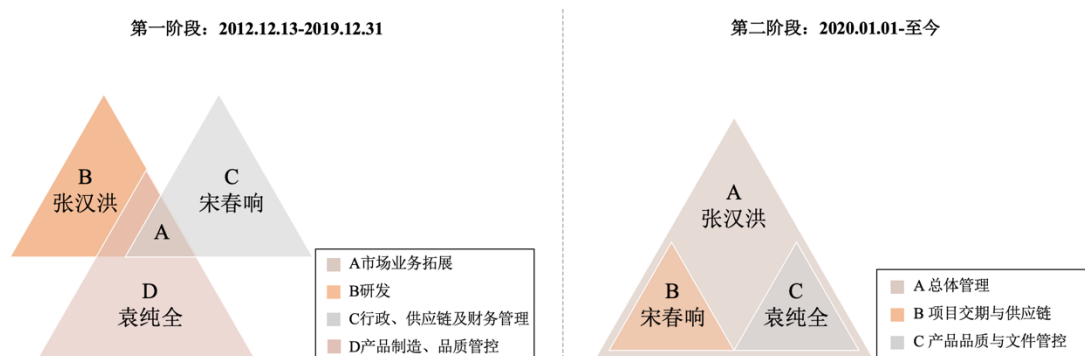 第一阶段：2012.12.13-2019.12.31
B
张汉洪
C
宋春响
A
D
袁纯全
A市场业务拓展
B研发
C行政、供应链及财务管理
D产品制造、品质管控
第二阶段：2020.01.01-至今
A
张汉洪
B
宋春响
C
袁纯全
A 总体管理
B 项目交期与供应链
C 产品品质与文件管控